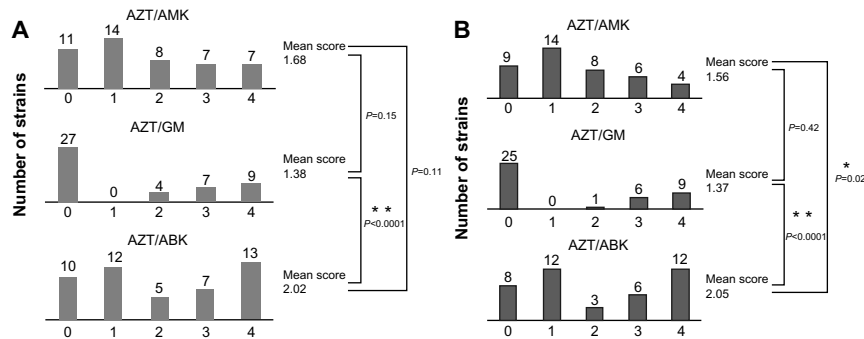 A
Number of strains
AZT/AMK
11 14 8 7 7
0 1 2 3 4
Mean score
1.68
P=0.15
AZT/GM
27 0 4 7 9
0 1 2 3 4
Mean score
1.38
P=0.11
* *
P<0.0001
AZT/ABK
10 12 5 7 13
0 1 2 3 4
Mean score
2.02
B
Number of strains
AZT/AMK
9 14 8 6 4
0 1 2 3 4
Mean score
1.56
P=0.42
AZT/GM
25 0 1 6 9
0 1 2 3 4
Mean score
1.37
*
P=0.02
* *
P<0.0001
AZT/ABK
8 12 3 6 12
0 1 2 3 4
Mean score
2.05